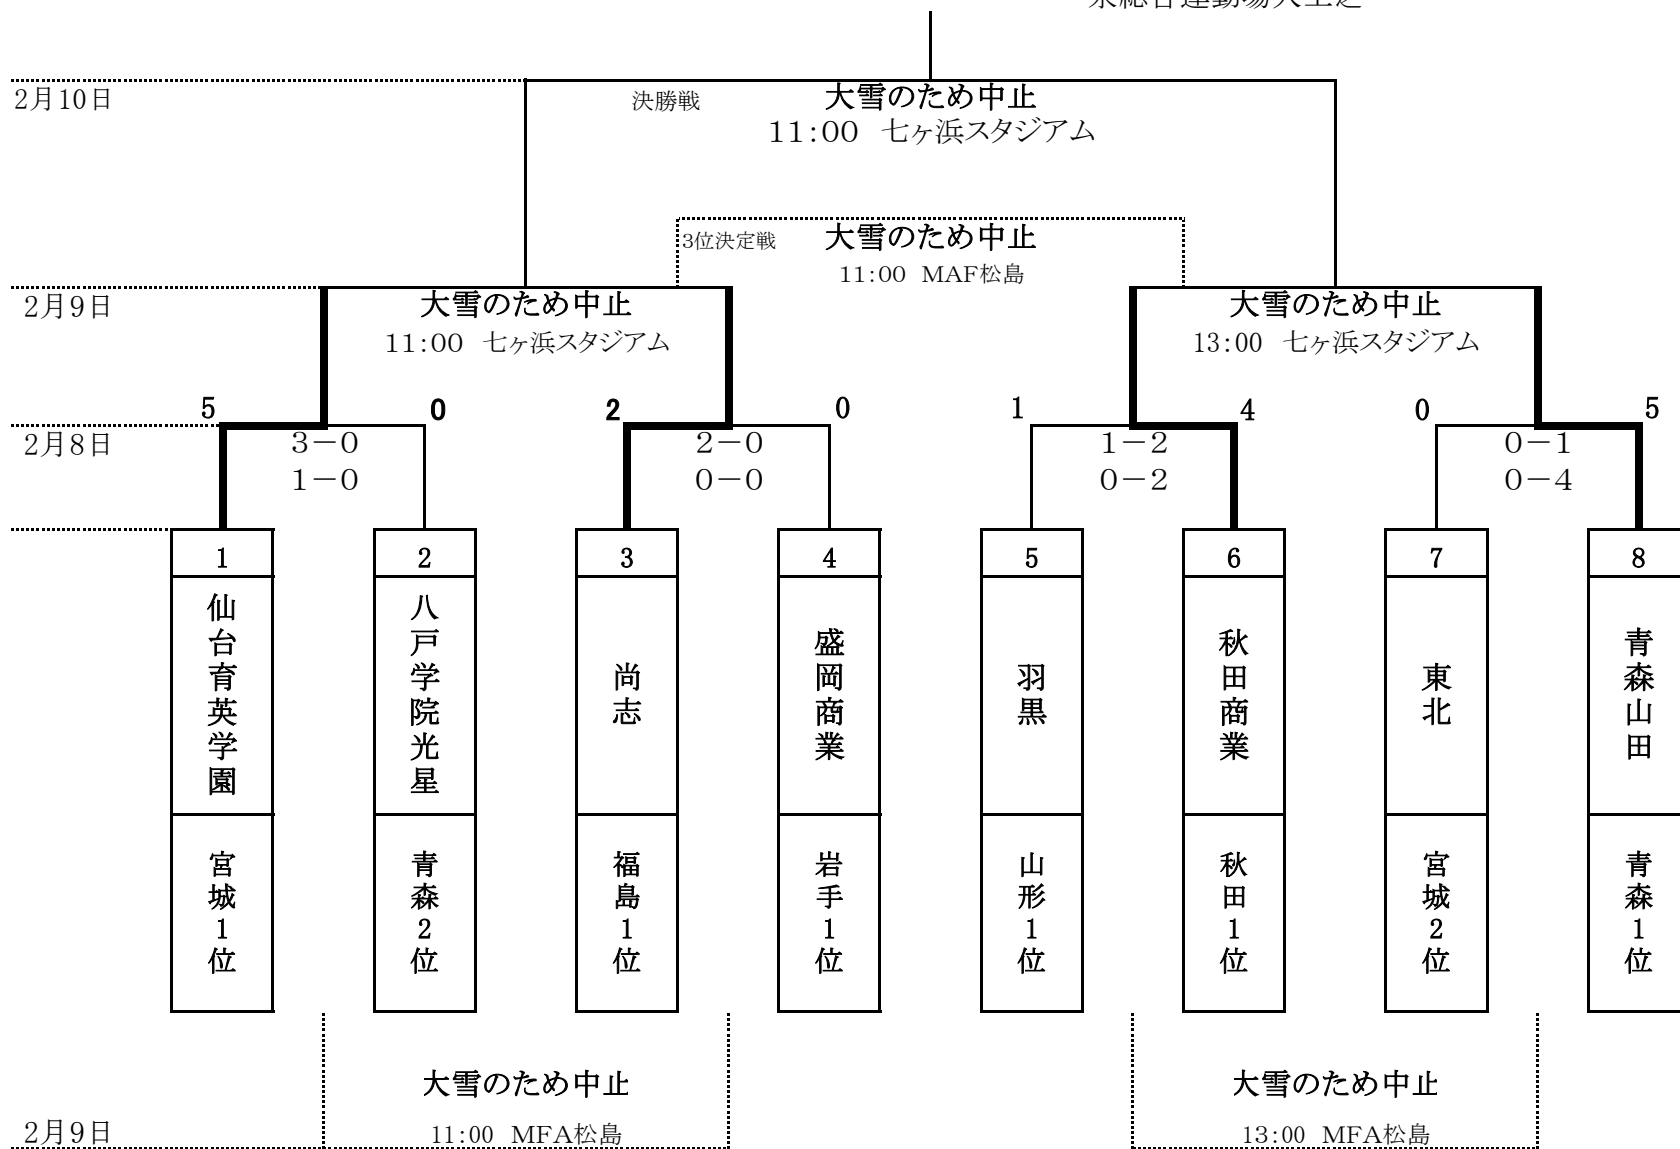 2月10日
決勝戦
大雪のため中止
11:00 七ヶ浜スタジアム
3位決定戦
大雪のため中止
11:00 MAF松島
2月9日
大雪のため中止
11:00 七ヶ浜スタジアム
大雪のため中止
13:00 七ヶ浜スタジアム
5 0 2 0 1 4 0 5
2月8日
3－0 2－0 1－2 0－1
1－0 0－0 0－2 0－4
1 2 3 4 5 6 7 8
仙台育英学園
八戸学院光星
尚志
盛岡商業
羽黒
秋田商業
東北
青森山田
宮城1位
青森2位
福島1位
岩手1位
山形1位
秋田1位
宮城2位
青森1位
大雪のため中止
大雪のため中止
2月9日
11:00 MFA松島
13:00 MFA松島